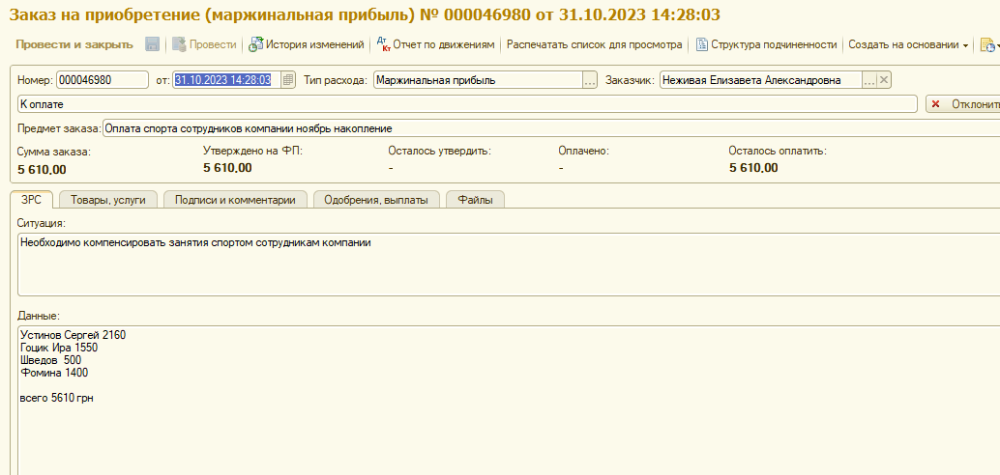 Заказ на приобретение (маржинальная прибыль) № 000046980 от 31.10.2023 14:28:03
Провести и закрыть Провести История изменений Дт Кт Отчет по движениям Распечатать список для просмотра Структура подчиненности Создать на основании
Номер: 000046980 от: 31.10.2023 14:28:03 Тип расхода: Маржинальная прибыль ... Заказчик: Неживая Елизавета Александровна ...
К оплате Отклонить
Предмет заказа: Оплата спорта сотрудников компании ноябрь накопление
Сумма заказа: Утверждено на ФП: Осталось утвердить: Оплачено: Осталось оплатить:
5 610,00 5 610,00 - - 5 610,00
ЗРС Товары, услуги Подписи и комментарии Одобрения, выплаты Файлы
Ситуация:
Необходимо компенсировать занятия спортом сотрудникам компании
Данные:
Устинов Сергей 2160
Гоцик Ира 1550
Шведов 500
Фомина 1400
всего 5610 грн